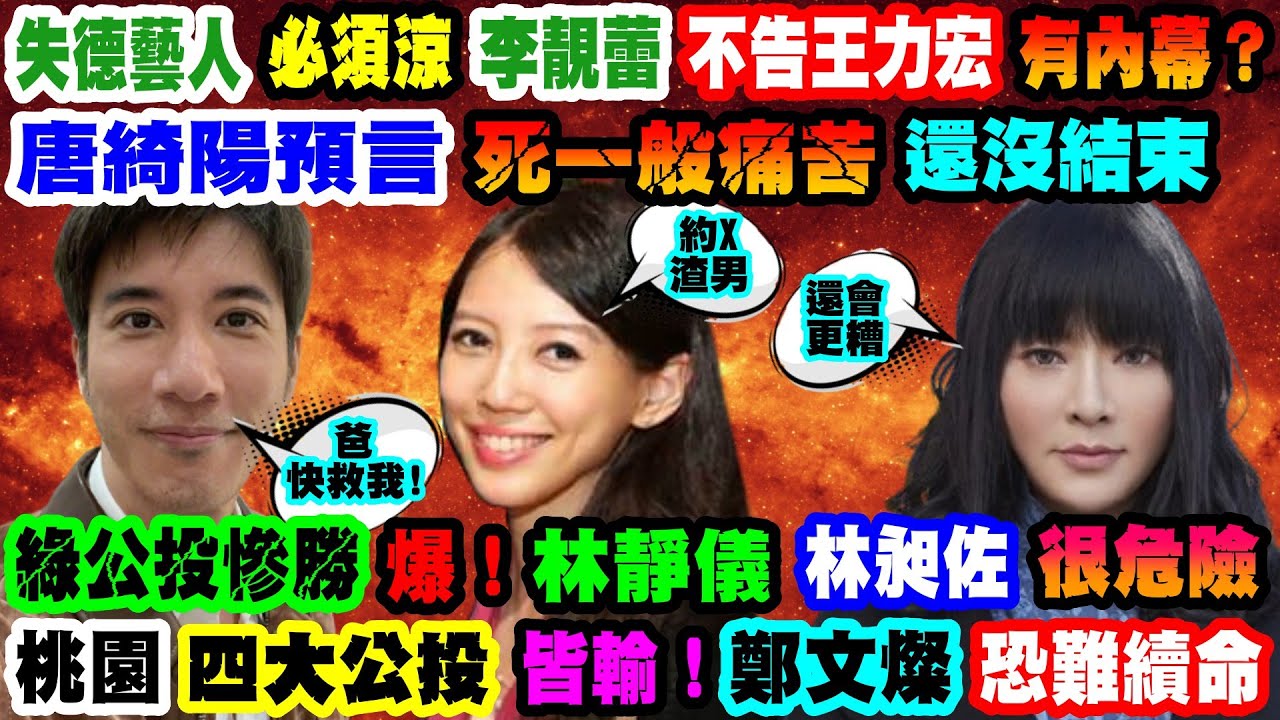 失德藝人 必須涼 李靚蕾 不告王力宏 有內幕？
唐綺陽預言 死一般痛苦 還沒結束
約X
渣男
還會
更糟
爸
快救我！
綠公投慘勝 爆！林靜儀 林昶佐 很危險
桃園 四大公投 皆輸！鄭文燦 恐難續命